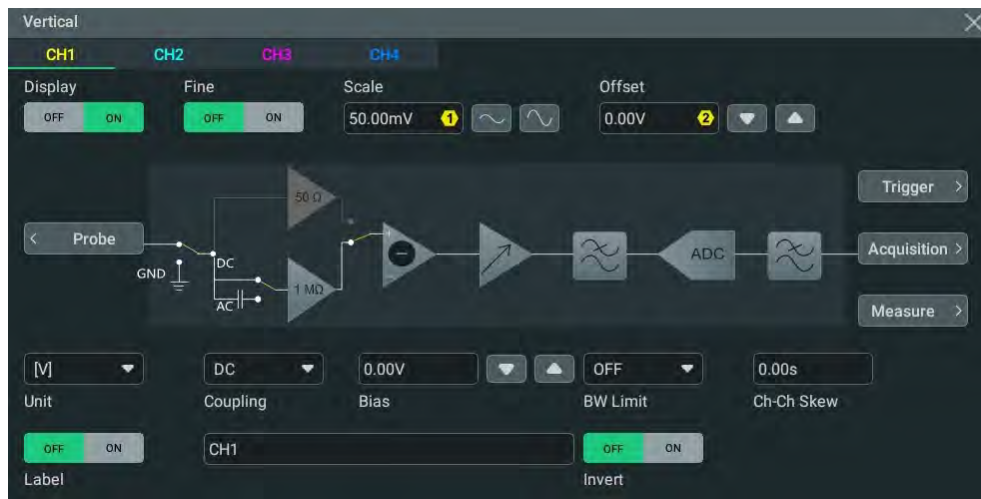 Vertical
CH1 CH2 CH3 CH4
Display Fine Scale Offset
OFF ON OFF ON 50.00mV 1 0.00V 2
50 Ω
Trigger >
< Probe
ADC
Acquisition >
GND
DC
1 MΩ
AC
Measure >
[V] DC 0.00V OFF 0.00s
Unit Coupling Bias BW Limit Ch-Ch Skew
OFF ON CH1 OFF ON
Label Invert